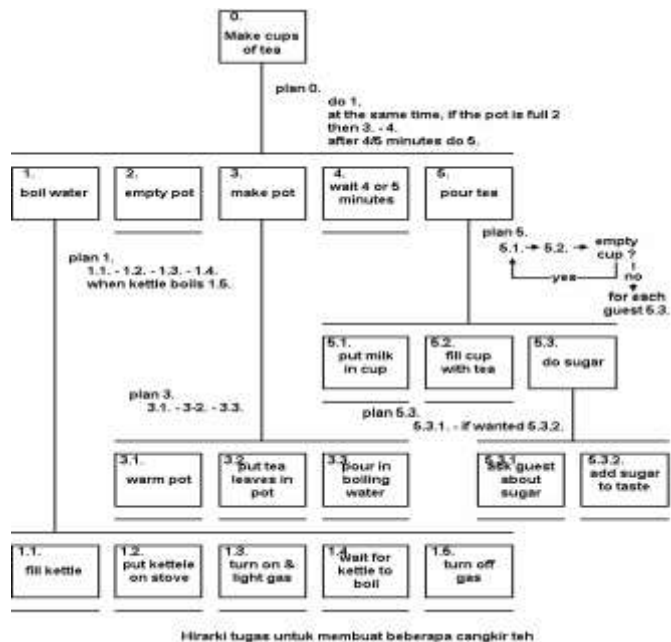 0.
Make cups
of tea
plan 0.
do 1.
at the same time, if the pot is full 2
then 3. - 4.
after 4/5 minutes do 5.
1.
boil water
2.
empty pot
3.
make pot
4.
wait 4 or 5
minutes
5.
pour tea
plan 1.
1.1. - 1.2. - 1.3. - 1.4.
when kettle boils 1.5.
plan 5.
5.1. 5.2. empty
cup ?
yes
no
for each
guest 5.3.
5.1.
put milk
in cup
5.2.
fill cup
with tea
5.3.
do sugar
plan 3.
3.1. - 3-2. - 3.3.
plan 5.3.
5.3.1. - if wanted 5.3.2.
3.1.
warm pot
3.2.
put tea
leaves in
pot
3.3.
pour in
boiling
water
5.3.1.
ask guest
about
sugar
5.3.2.
add sugar
to taste
1.1.
fill kettle
1.2.
put kettele
on stove
1.3.
turn on &
light gas
1.4.
wait for
kettle to
boil
1.5.
turn off
gas
Hirarki tugas untuk membuat beberapa cangkir teh